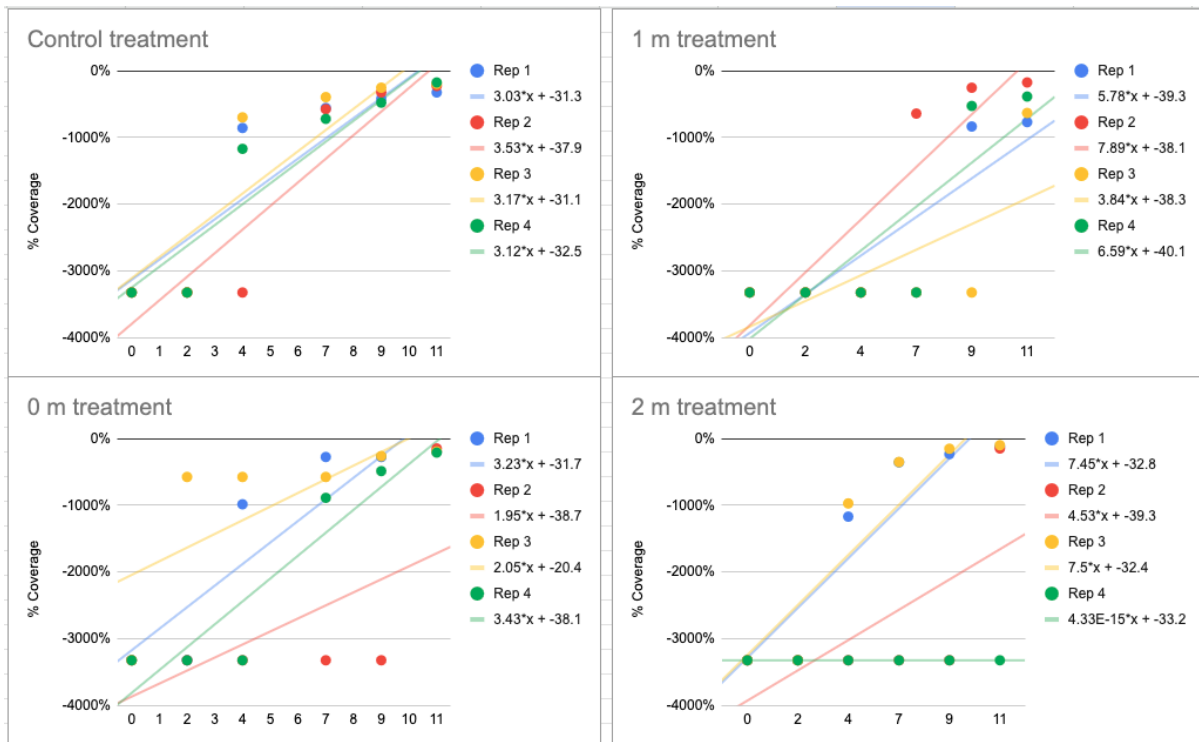 Control treatment
0%
-1000%
-2000%
-3000%
-4000%
% Coverage
0 1 2 3 4 5 6 7 8 9 10 11
Rep 1
3.03*x + -31.3
Rep 2
3.53*x + -37.9
Rep 3
3.17*x + -31.1
Rep 4
3.12*x + -32.5
1 m treatment
0%
-1000%
-2000%
-3000%
-4000%
% Coverage
0 2 4 7 9 11
Rep 1
5.78*x + -39.3
Rep 2
7.89*x + -38.1
Rep 3
3.84*x + -38.3
Rep 4
6.59*x + -40.1
0 m treatment
0%
-1000%
-2000%
-3000%
-4000%
% Coverage
0 1 2 3 4 5 6 7 8 9 10 11
Rep 1
3.23*x + -31.7
Rep 2
1.95*x + -38.7
Rep 3
2.05*x + -20.4
Rep 4
3.43*x + -38.1
2 m treatment
0%
-1000%
-2000%
-3000%
-4000%
% Coverage
0 2 4 7 9 11
Rep 1
7.45*x + -32.8
Rep 2
4.53*x + -39.3
Rep 3
7.5*x + -32.4
Rep 4
4.33E-15*x + -33.2